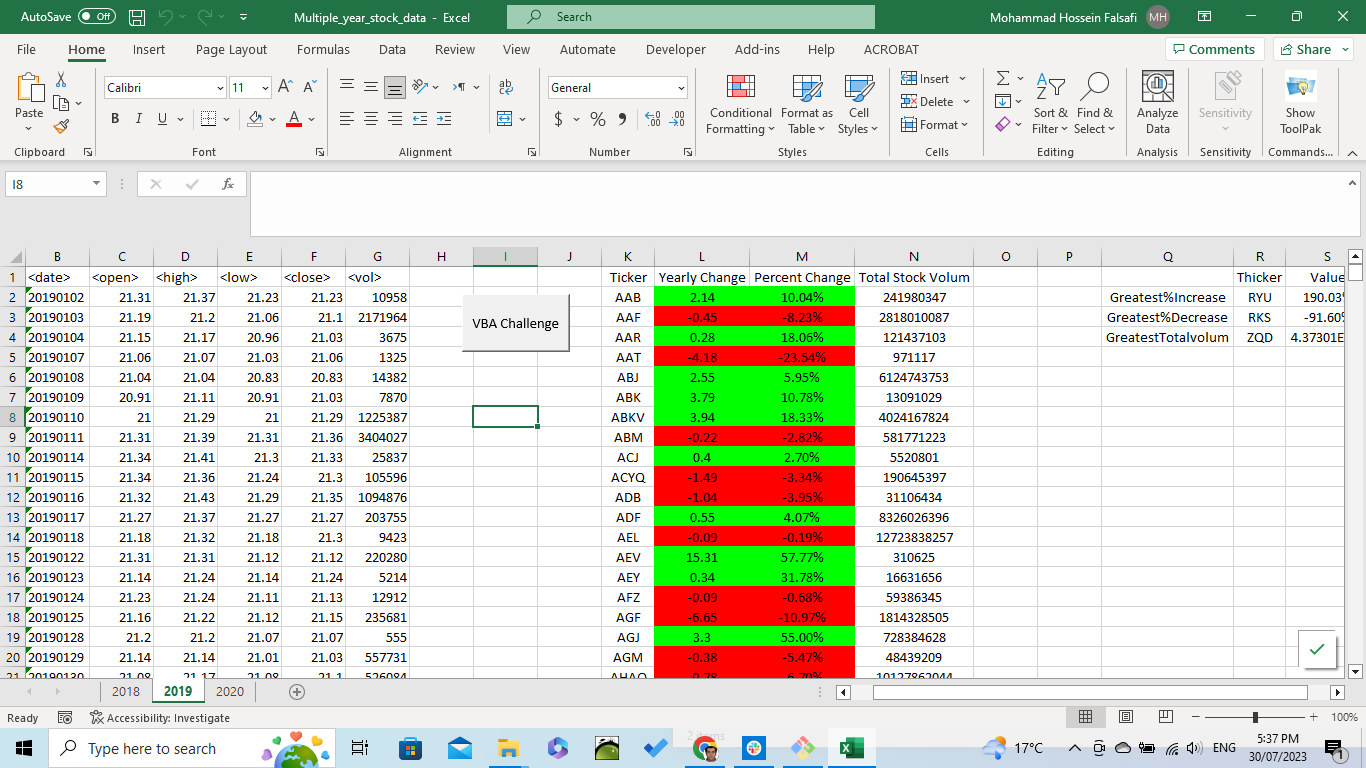 AutoSave Off Multiple_year_stock_data - Excel Search Mohammad Hossein Falsafi MH
File Home Insert Page Layout Formulas Data Review View Automate Developer Add-ins Help ACROBAT Comments Share
Paste Calibri 11 General Conditional Formatting Format as Table Cell Styles Insert Delete Format Sort & Filter Find & Select Analyze Data Sensitivity Show ToolPak
Clipboard Font Alignment Number Styles Cells Editing Analysis Sensitivity Commands...
I8 fx
B C D E F G H I J K L M N O P Q R S
1 <date> <open> <high> <low> <close> <vol> Ticker Yearly Change Percent Change Total Stock Volum Thicker Value
2 20190102 21.31 21.37 21.23 21.23 10958 AAB 2.14 10.04% 241980347 Greatest%Increase RYU 190.03
VBA Challenge
3 20190103 21.19 21.2 21.06 21.1 2171964 AAF -0.45 -8.23% 2818010087 Greatest%Decrease RKS -91.60
4 20190104 21.15 21.17 20.96 21.03 3675 AAR 0.28 18.06% 121437103 GreatestTotalvolum ZQD 4.37301E
5 20190107 21.06 21.07 21.03 21.06 1325 AAT -4.18 -23.54% 971117
6 20190108 21.04 21.04 20.83 20.83 14382 ABJ 2.55 5.95% 6124743753
7 20190109 20.91 21.11 20.91 21.03 7870 ABK 3.79 10.78% 13091029
8 20190110 21 21.29 21 21.29 1225387 ABKV 3.94 18.33% 4024167824
9 20190111 21.31 21.39 21.31 21.36 3404027 ABM -0.22 -2.82% 581771223
10 20190114 21.34 21.41 21.3 21.33 25837 ACJ 0.4 2.70% 5520801
11 20190115 21.34 21.36 21.24 21.3 105596 ACYQ -1.49 -3.34% 190645397
12 20190116 21.32 21.43 21.29 21.35 1094876 ADB -1.04 -3.95% 31106434
13 20190117 21.27 21.37 21.27 21.27 203755 ADF 0.55 4.07% 8326026396
14 20190118 21.18 21.32 21.18 21.3 9423 AEL -0.09 -0.19% 12723838257
15 20190122 21.31 21.31 21.12 21.12 220280 AEV 15.31 57.77% 310625
16 20190123 21.14 21.24 21.14 21.24 5214 AEY 0.34 31.78% 16631656
17 20190124 21.23 21.24 21.11 21.13 12912 AFZ -0.09 -0.68% 59386345
18 20190125 21.16 21.22 21.12 21.15 235681 AGF -6.65 -10.97% 1814328505
19 20190128 21.2 21.2 21.07 21.07 555 AGJ 3.3 55.00% 728384628
20 20190129 21.14 21.14 21.01 21.03 557731 AGM -0.38 -5.47% 48439209
21 20190130 21.08 21.17 21.08 21.1 526084 AHAQ -0.78 -6.70% 10127862044
2018 2019 2020
Ready Accessibility: Investigate 100%
2 items
Type here to search 17°C ENG 5:37 PM
30/07/2023 1